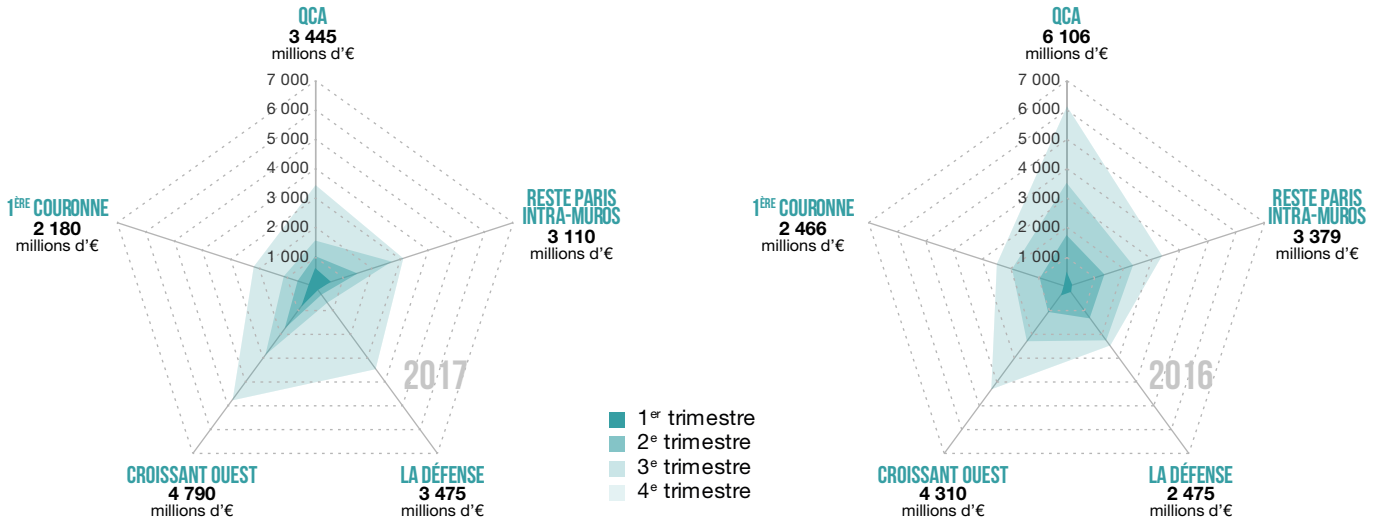 QCA
3 445
millions d’€
7 000
6 000
5 000
4 000
3 000
2 000
1 000
1ÈRE COURONNE
2 180
millions d’€
RESTE PARIS
INTRA-MUROS
3 110
millions d’€
2017
CROISSANT OUEST
4 790
millions d’€
LA DÉFENSE
3 475
millions d’€
1er trimestre
2e trimestre
3e trimestre
4e trimestre
QCA
6 106
millions d’€
7 000
6 000
5 000
4 000
3 000
2 000
1 000
1ÈRE COURONNE
2 466
millions d’€
RESTE PARIS
INTRA-MUROS
3 379
millions d’€
2016
CROISSANT OUEST
4 310
millions d’€
LA DÉFENSE
2 475
millions d’€